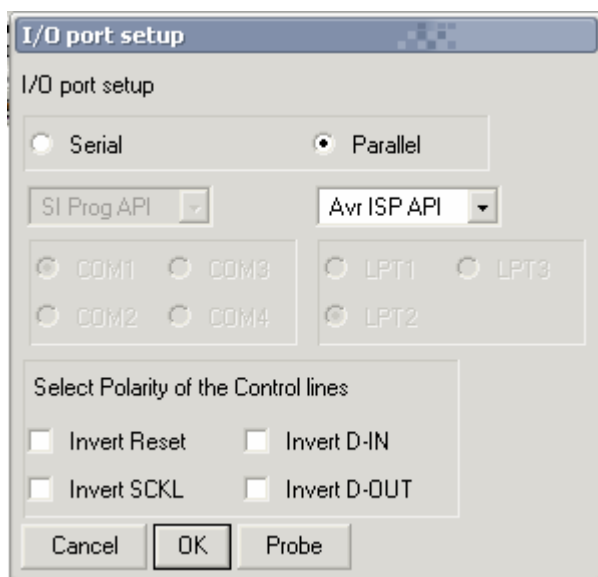 I/O port setup
I/O port setup
Serial Parallel
SI Prog API Avr ISP API
COM1 COM3 LPT1 LPT3
COM2 COM4 LPT2
Select Polarity of the Control lines
Invert Reset Invert D-IN
Invert SCKL Invert D-OUT
Cancel OK Probe